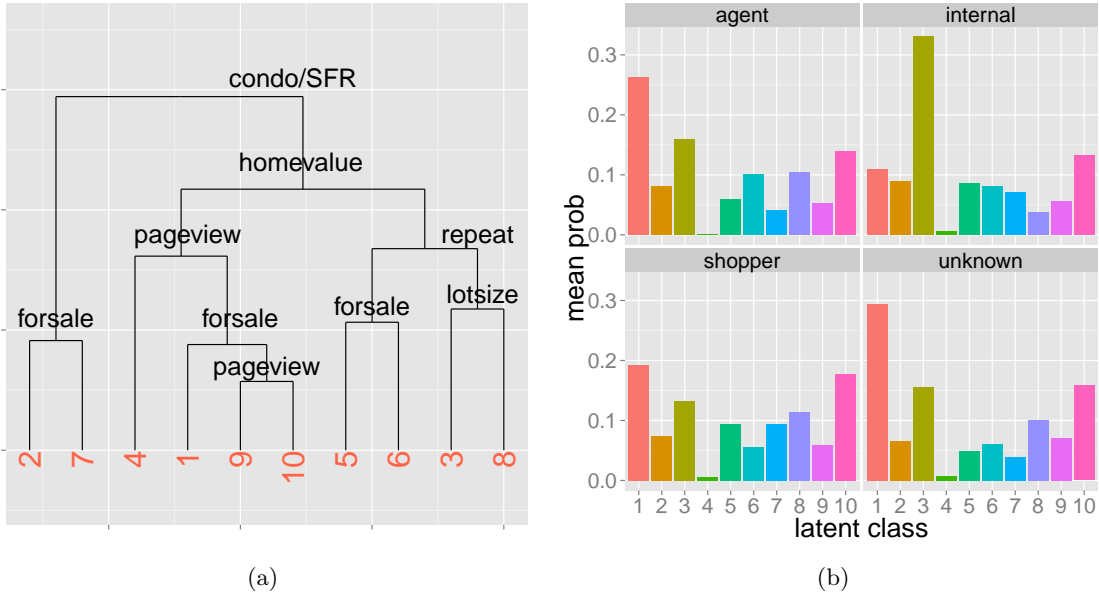 condo/SFR
homevalue
pageview
repeat
lotsize
forsale
forsale
forsale
pageview
2 7 4 1 9 10 5 6 3 8
(a)
agent internal
0.3
0.2
0.1
0.0
shopper unknown
0.3
0.2
0.1
0.0
mean prob
1 2 3 4 5 6 7 8 9 10 1 2 3 4 5 6 7 8 9 10
latent class
(b)